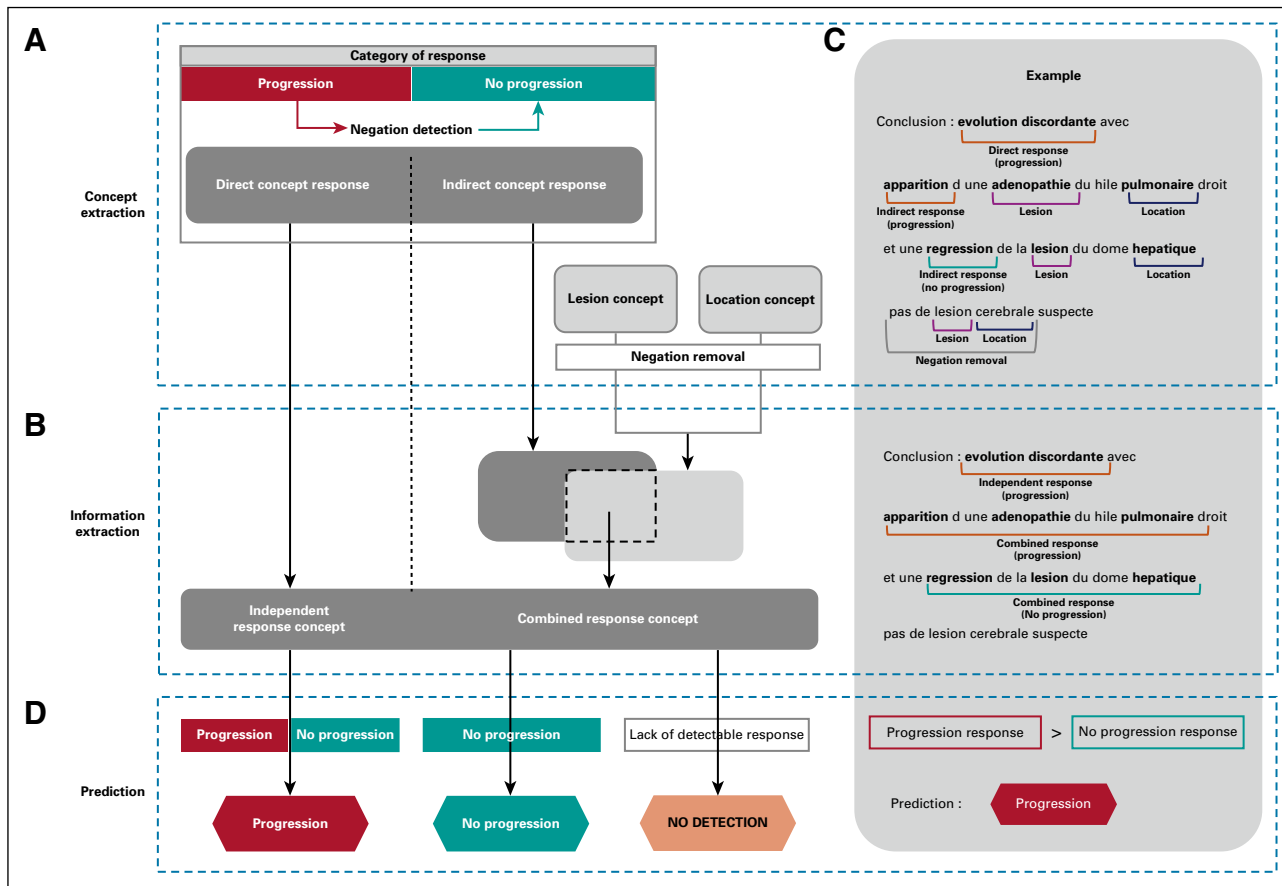 A
Category of response
Progression
No progression
Negation detection
Direct concept response
Indirect concept response
Concept
extraction
Lesion concept
Location concept
Negation removal
B
Information
extraction
Independent
response concept
Combined response concept
D
Progression
No progression
No progression
Lack of detectable response
Prediction
Progression
No progression
NO DETECTION
C
Example
Conclusion : evolution discordante avec
Direct response
(progression)
apparition d une adenopathie du hile pulmonaire droit
Indirect response
(progression)
Lesion
Location
et une regression de la lesion du dome hepatique
Indirect response
(no progression)
Lesion
Location
pas de lesion cerebrale suspecte
Lesion
Location
Negation removal
Conclusion : evolution discordante avec
Independent response
(progression)
apparition d une adenopathie du hile pulmonaire droit
Combined response
(progression)
et une regression de la lesion du dome hepatique
Combined response
(No progression)
pas de lesion cerebrale suspecte
Progression response > No progression response
Prediction : Progression